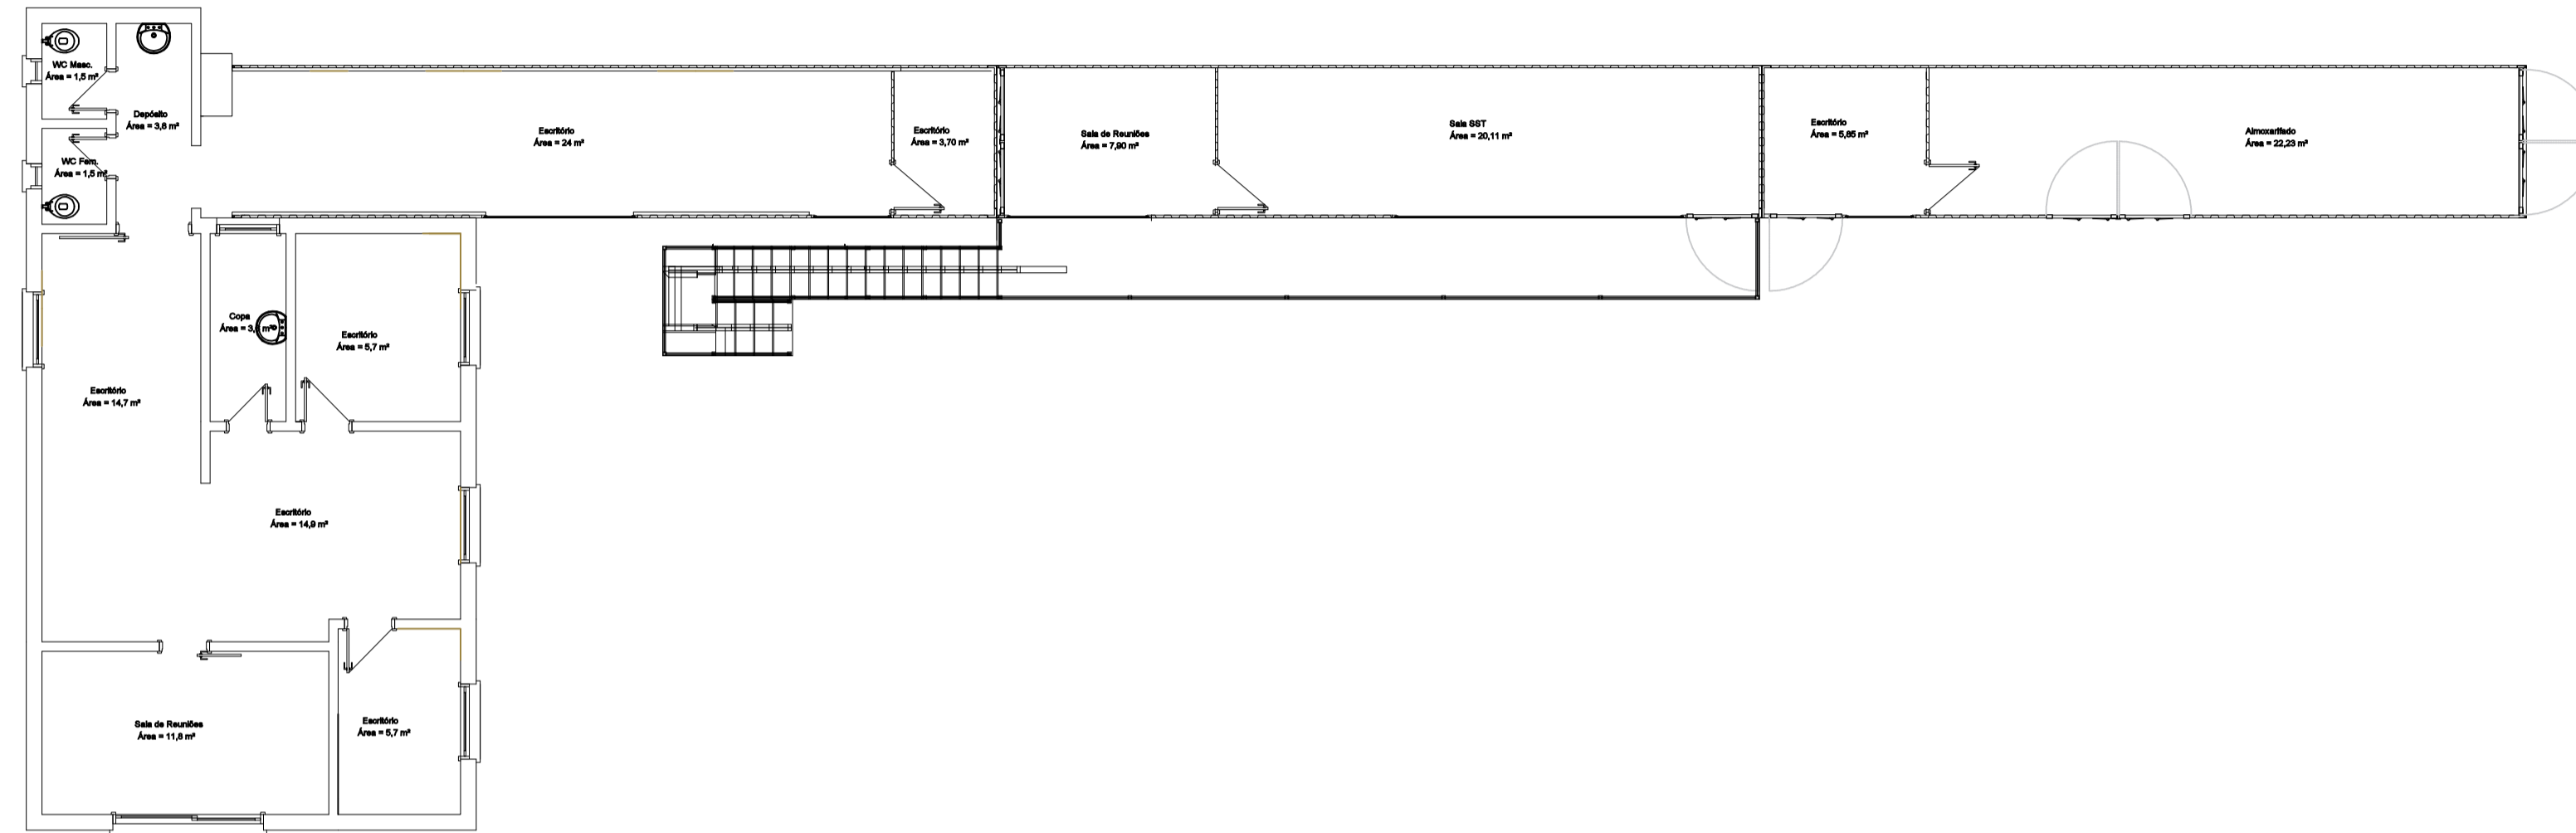 WC Masc.
Área = 1,5 m²
Depósito
Área = 3,8 m²
WC Fem.
Área = 1,5 m²
Escritório
Área = 24 m²
Escritório
Área = 3,70 m²
Sala de Reuniões
Área = 7,90 m²
Sala SST
Área = 20,11 m²
Escritório
Área = 5,65 m²
Almoxarifado
Área = 22,23 m²
Copa
Área = 3, m²
Escritório
Área = 5,7 m²
Escritório
Área = 14,7 m²
Escritório
Área = 14,9 m²
Sala de Reuniões
Área = 11,8 m²
Escritório
Área = 5,7 m²